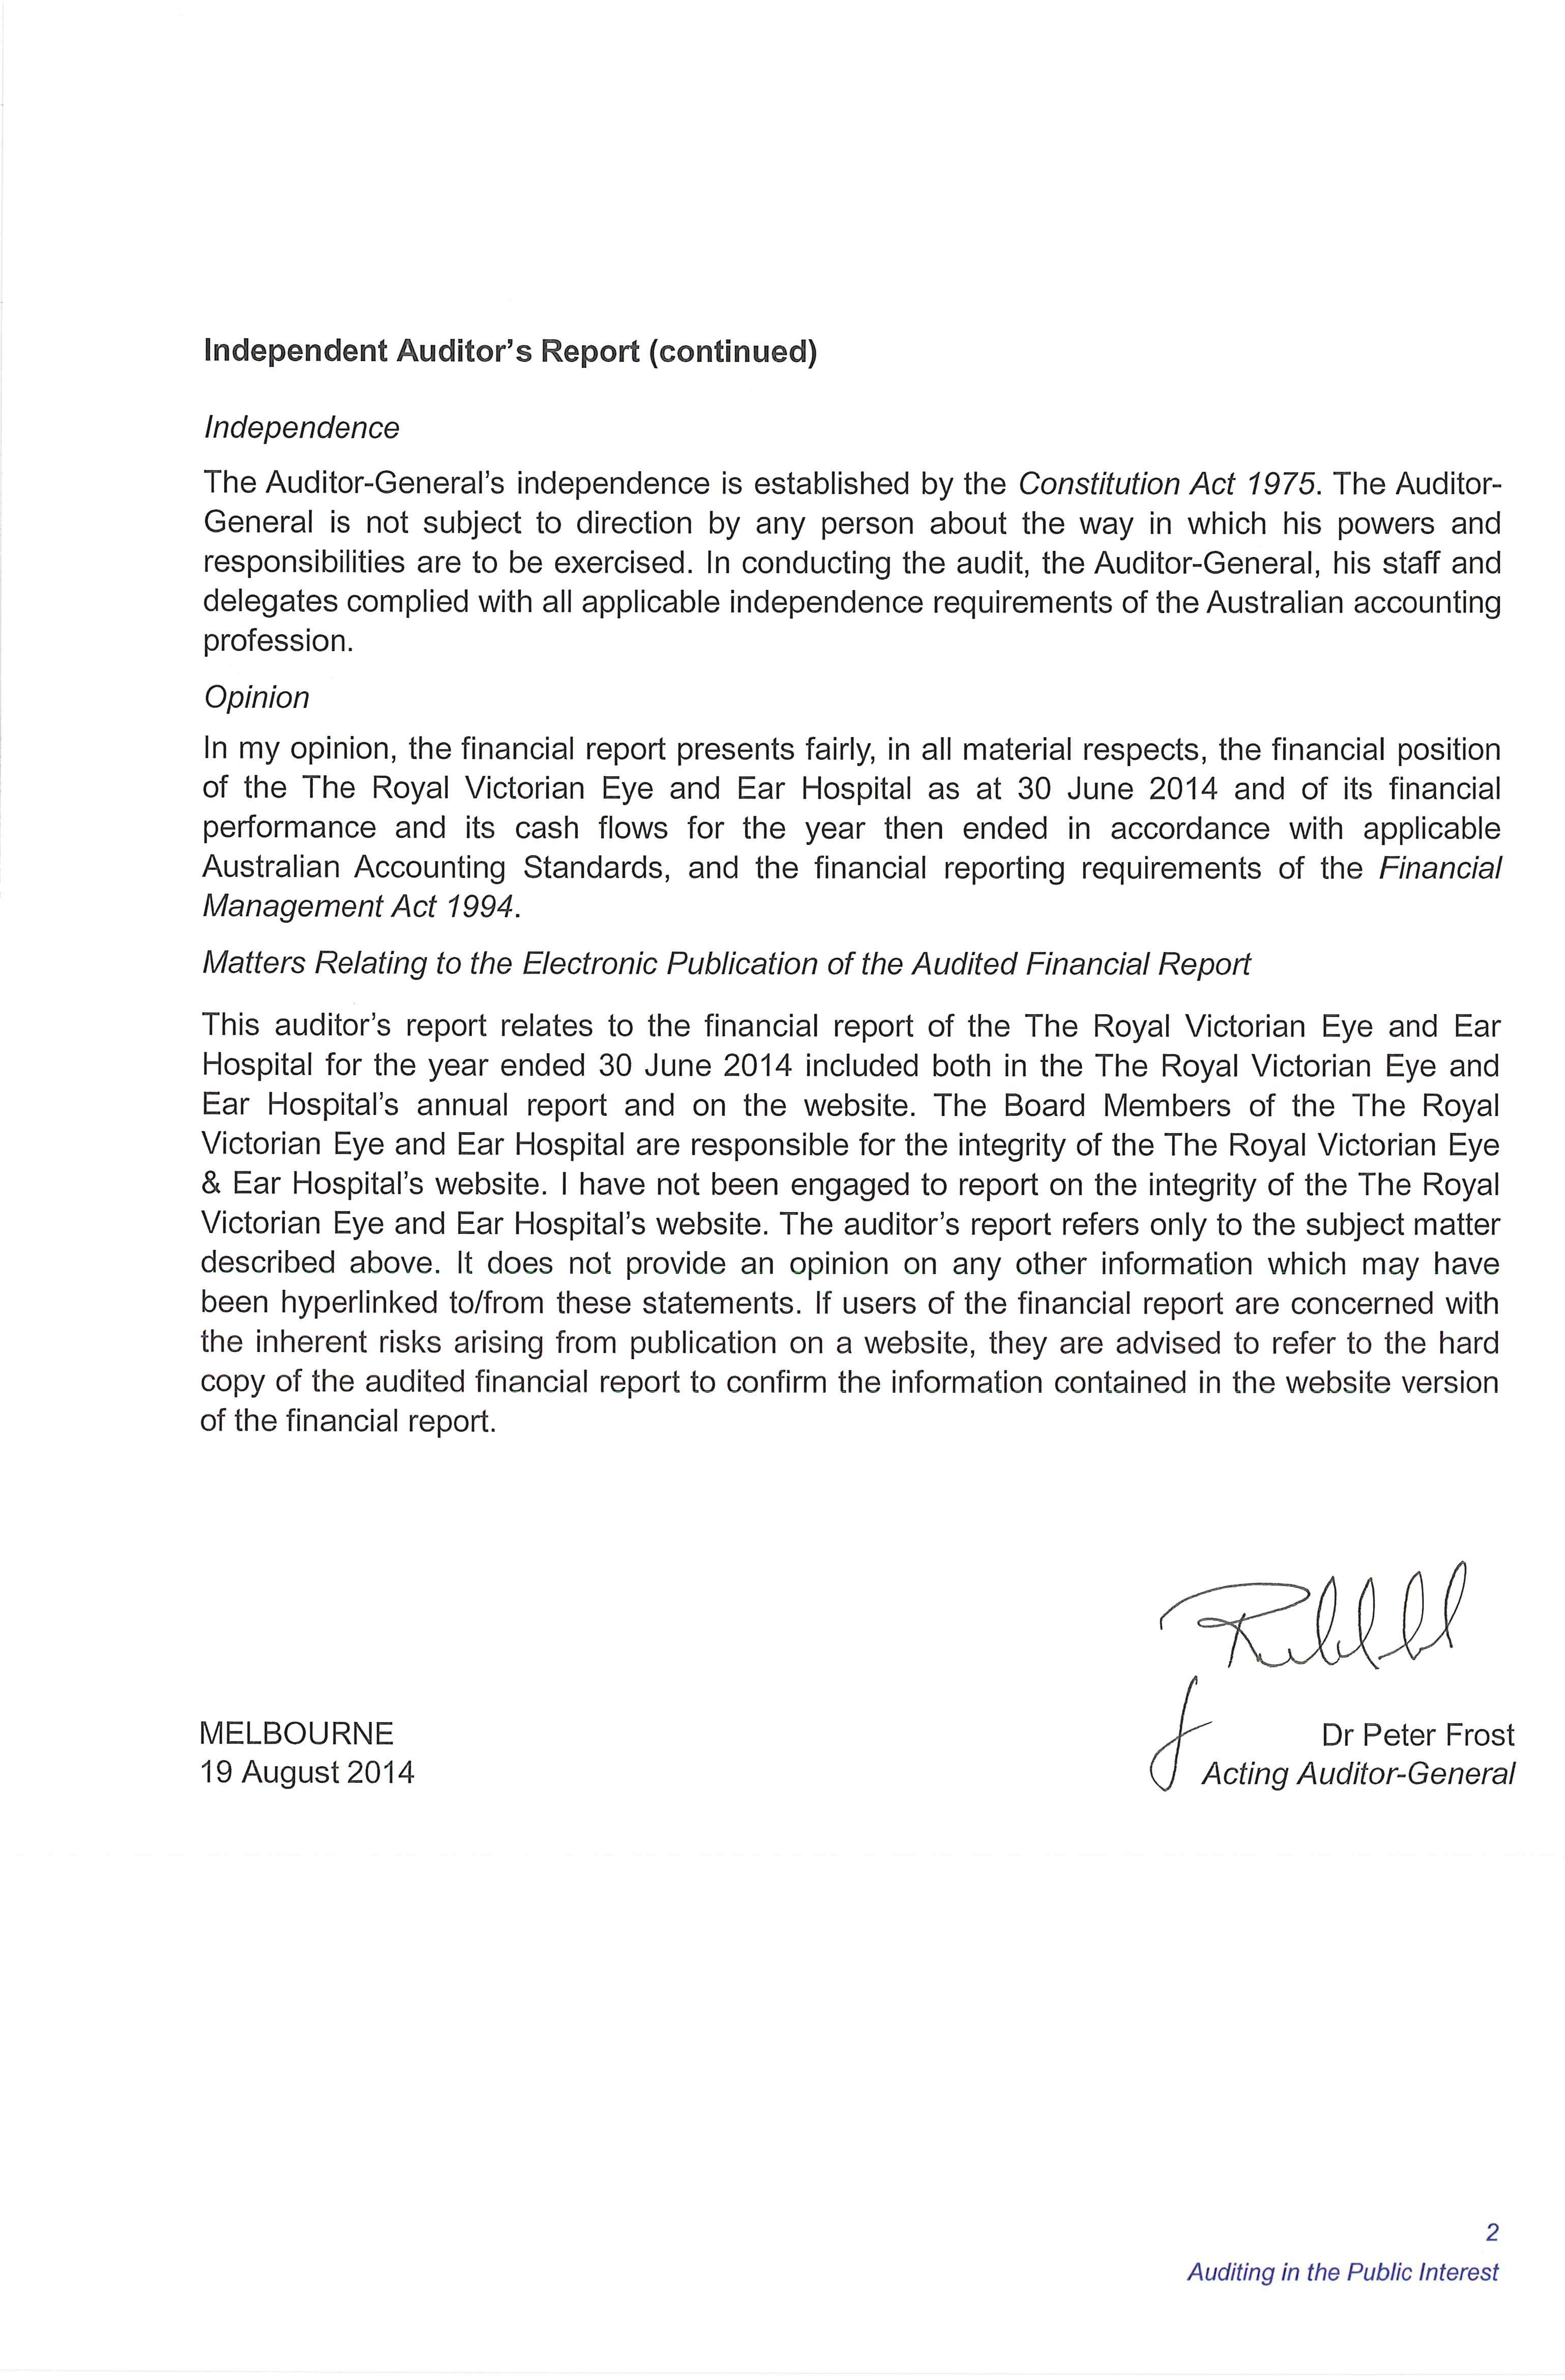 Independent Auditor's Report (continued)
Independence
The Auditor-General's independence is established by the Constitution Act 1975. The Auditor-
General is not subject to direction by any person about the way in which his powers and
responsibilities are to be exercised. In conducting the audit, the Auditor-General, his staff and
delegates complied with all applicable independence requirements of the Australian accounting
profession.
Opinion
In my opinion, the financial report presents fairly, in all material respects, the financial position
of the The Royal Victorian Eye and Ear Hospital as at 30 June 2014 and of its financial
performance and its cash flows for the year then ended in accordance with applicable
Australian Accounting Standards, and the financial reporting requirements of the Financial
Management Act 1994.
Matters Relating to the Electronic Publication of the Audited Financial Report
This auditor's report relates to the financial report of the The Royal Victorian Eye and Ear
Hospital for the year ended 30 June 2014 included both in the The Royal Victorian Eye and
Ear Hospital's annual report and on the website. The Board Members of the The Royal
Victorian Eye and Ear Hospital are responsible for the integrity of the The Royal Victorian Eye
& Ear Hospital's website. I have not been engaged to report on the integrity of the The Royal
Victorian Eye and Ear Hospital's website. The auditor's report refers only to the subject matter
described above. It does not provide an opinion on any other information which may have
been hyperlinked to/from these statements. If users of the financial report are concerned with
the inherent risks arising from publication on a website, they are advised to refer to the hard
copy of the audited financial report to confirm the information contained in the website version
of the financial report.
MELBOURNE
19 August 2014
Dr Peter Frost
Acting Auditor-General
2
Auditing in the Public Interest